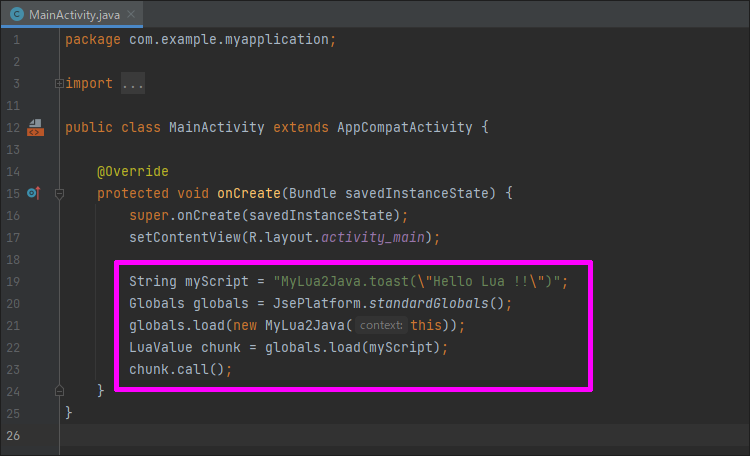 MainActivity.java
1 package com.example.myapplication;
2
3 import ...
11
12 public class MainActivity extends AppCompatActivity {
13
14 @Override
15 protected void onCreate(Bundle savedInstanceState) {
16 super.onCreate(savedInstanceState);
17 setContentView(R.layout.activity_main);
18
19 String myScript = "MyLua2Java.toast(\"Hello Lua !!\")";
20 Globals globals = JsePlatform.standardGlobals();
21 globals.load(new MyLua2Java( context: this));
22 LuaValue chunk = globals.load(myScript);
23 chunk.call();
24 }
25 }
26